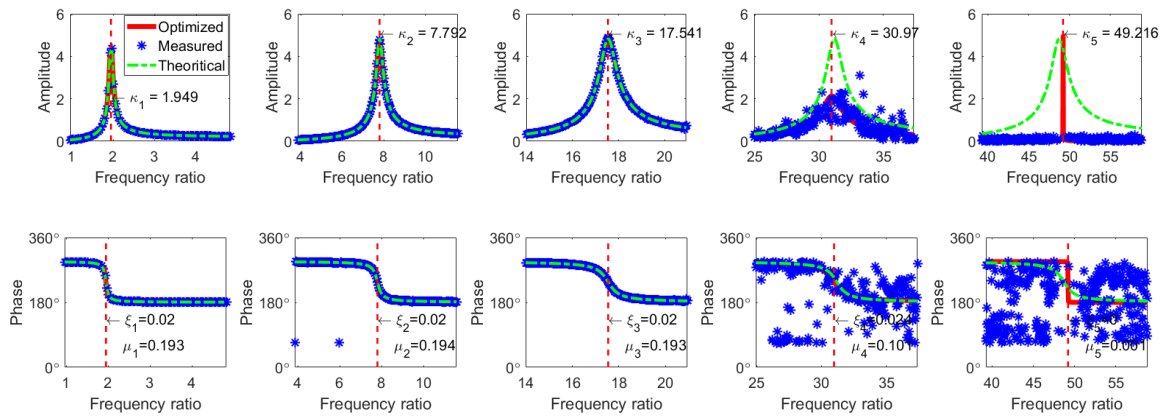 Optimized
Measured
Theoritical
6
4
2
0
Amplitude
← κ1 = 1.949
1 2 3 4
Frequency ratio
6
4
2
0
Amplitude
← κ2 = 7.792
4 6 8 10
Frequency ratio
6
4
2
0
Amplitude
← κ3 = 17.541
14 16 18 20
Frequency ratio
6
4
2
0
Amplitude
← κ4 = 30.97
25 30 35
Frequency ratio
6
4
2
0
Amplitude
← κ5 = 49.216
40 45 50 55
Frequency ratio
360°
180°
0°
Phase
← ξ1=0.02
μ1=0.193
1 2 3 4
Frequency ratio
360°
180°
0°
Phase
← ξ2=0.02
μ2=0.194
4 6 8 10
Frequency ratio
360°
180°
0°
Phase
← ξ3=0.02
μ3=0.193
14 16 18 20
Frequency ratio
360°
180°
0°
Phase
← ξ4=0.024
μ4=0.101
25 30 35
Frequency ratio
360°
180°
0°
Phase
μ5=0.001
40 45 50 55
Frequency ratio